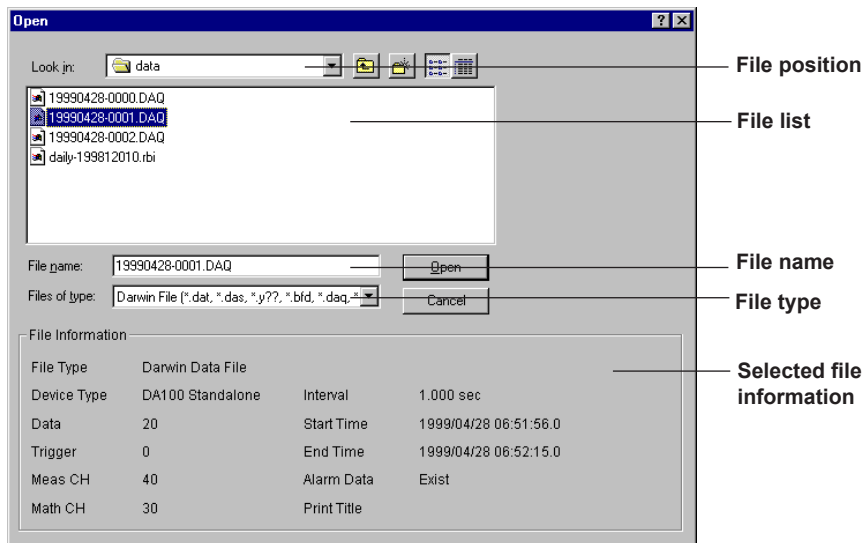 Open
Look in: data
File position
19990428-0000.DAQ
19990428-0001.DAQ
File list
19990428-0002.DAQ
daily-199812010.rbi
File name: 19990428-0001.DAQ Open
File name
Files of type: Darwin File (*.dat, *.das, *.y??, *.bfd, *.daq, * Cancel
File type
File Information
File Type Darwin Data File
Selected file
information
Device Type DA100 Standalone Interval 1.000 sec
Data 20 Start Time 1999/04/28 06:51:56.0
Trigger 0 End Time 1999/04/28 06:52:15.0
Meas CH 40 Alarm Data Exist
Math CH 30 Print Title